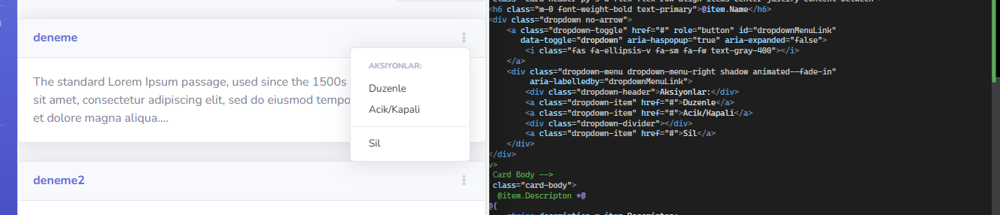 deneme
AKSIYONLAR:
The standard Lorem Ipsum passage, used since the 1500s
Duzenle
sit amet, consectetur adipiscing elit, sed do eiusmod tempo
Acik/Kapali
et dolore magna aliqua....
Sil
deneme2
<h6 class="m-0 font-weight-bold text-primary">@item.Name</h6>
<div class="dropdown no-arrow">
<a class="dropdown-toggle" href="#" role="button" id="dropdownMenuLink"
data-toggle="dropdown" aria-haspopup="true" aria-expanded="false">
<i class="fas fa-ellipsis-v fa-sm fa-fw text-gray-400"></i>
</a>
<div class="dropdown-menu dropdown-menu-right shadow animated--fade-in"
aria-labelledby="dropdownMenuLink">
<div class="dropdown-header">Aksiyonlar:</div>
<a class="dropdown-item" href="#">Duzenle</a>
<a class="dropdown-item" href="#">Acik/Kapali</a>
<div class="dropdown-divider"></div>
<a class="dropdown-item" href="#">Sil</a>
</div>
</div>
v>
Card Body -->
class="card-body">
@item.Descripton *@
@{